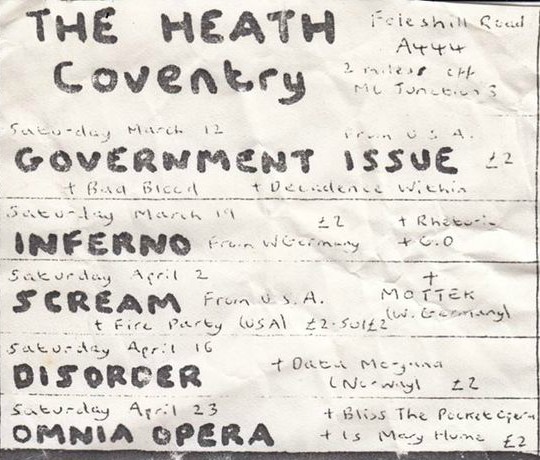 THE HEATH
Coventry
Foleshill Road
A444
2 miles off
M6 Junction 3
Saturday March 12
From U.S.A.
GOVERNMENT ISSUE £2
+ Bad Blood + Decadence Within
Saturday March 19 £2 + Rhetoric
INFERNO From W Germany + G.O
Saturday April 2 +
SCREAM From U.S.A. MOTTEK
(W. Germany)
+ Fire Party (USA) £2·50/£2
Saturday April 16
DISORDER
+ Data Morgana
(Norway) £2
Saturday April 23 + Bliss The Pocket Opera
OMNIA OPERA + Is Mary Hume £2